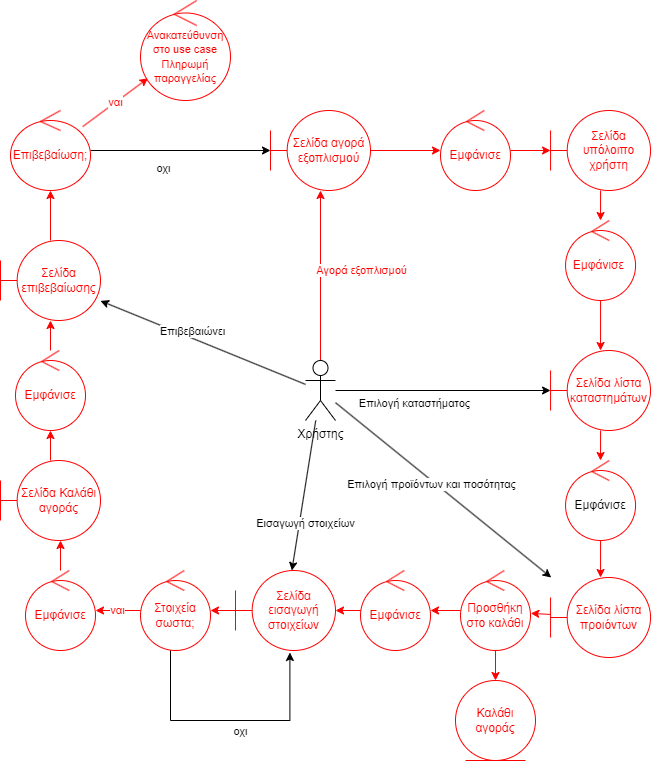 Ανακατεύθυνση
στο use case
Πληρωμή
παραγγελίας
ναι
Επιβεβαίωση;
οχι
Σελίδα αγορά
εξοπλισμού
Εμφάνισε
Σελίδα
υπόλοιπο
χρήστη
Σελίδα
επιβεβαίωσης
Αγορά εξοπλισμού
Εμφάνισε
Επιβεβαιώνει
Εμφάνισε
Χρήστης
Επιλογή καταστήματος
Σελίδα λίστα
καταστημάτων
Σελίδα Καλάθι
αγοράς
Επιλογή προϊόντων και ποσότητας
Εμφάνισε
Εισαγωγή στοιχείων
Εμφάνισε
ναι
Στοιχεία
σωστα;
Σελίδα
εισαγωγή
στοιχείων
Εμφάνισε
Προσθήκη
στο καλάθι
Σελίδα λίστα
προιόντων
οχι
Καλάθι
αγοράς